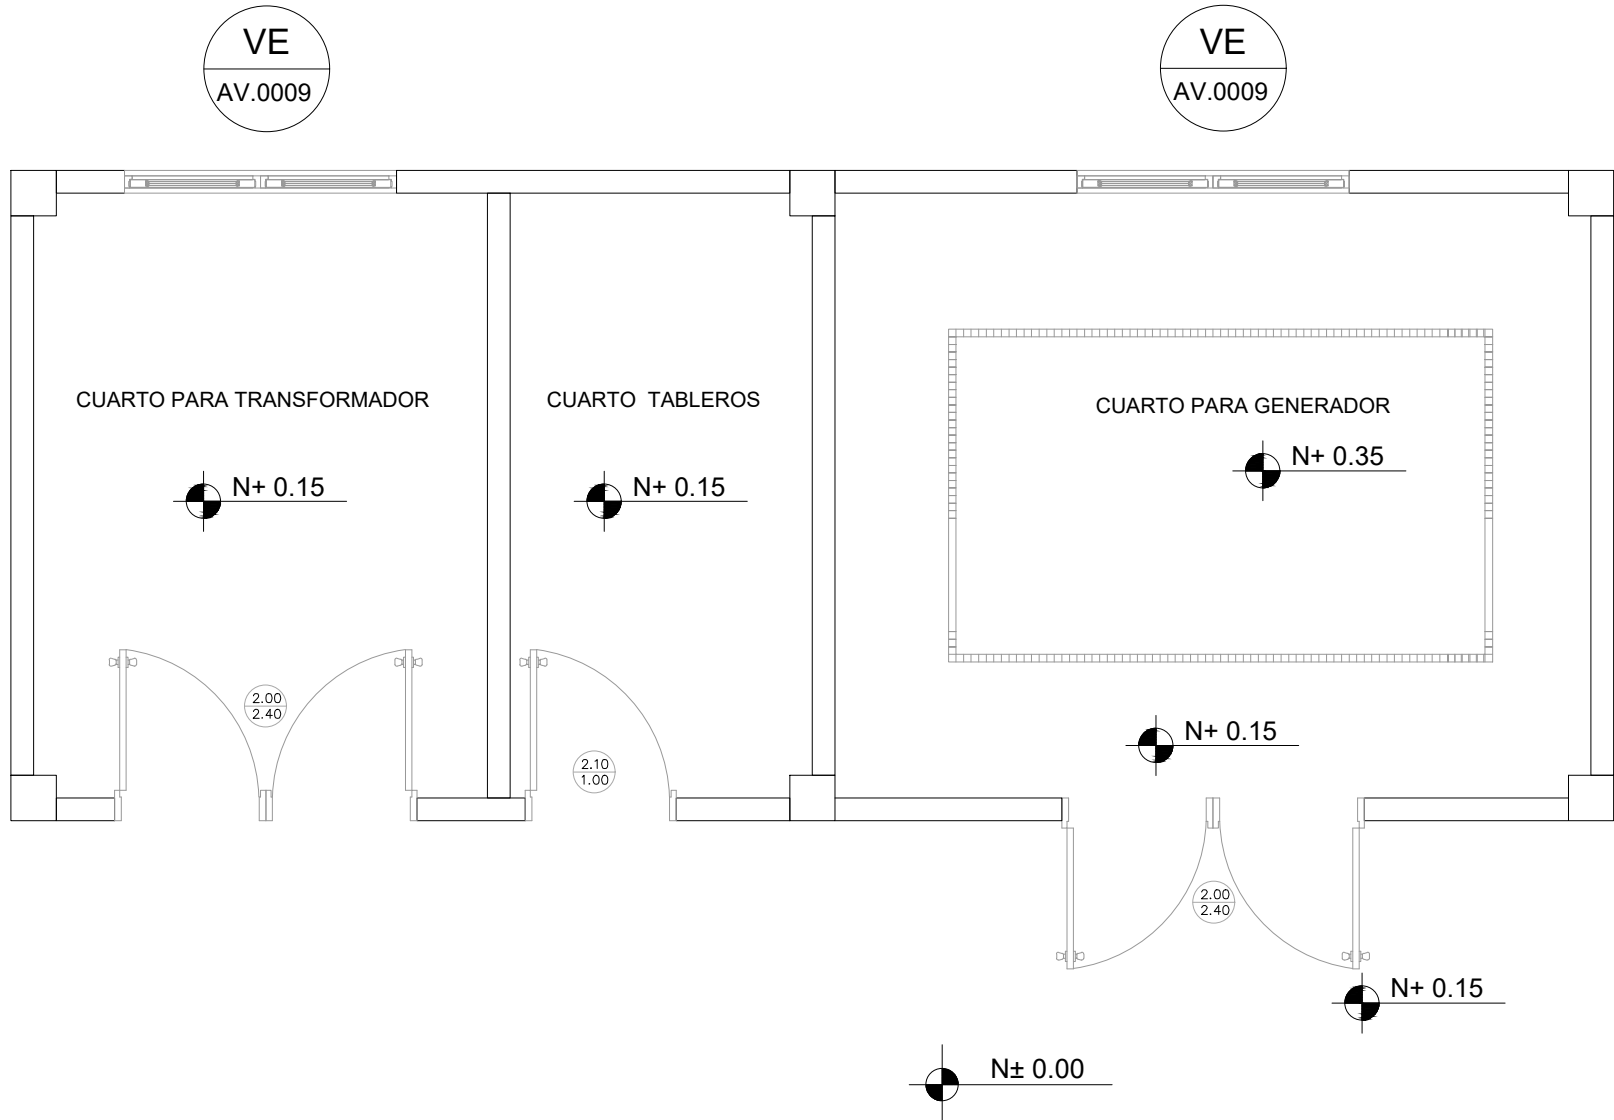 VE
AV.0009
VE
AV.0009
CUARTO PARA TRANSFORMADOR
CUARTO  TABLEROS
CUARTO PARA GENERADOR
N+ 0.35
N+ 0.15
N+ 0.15
2.00
2.40
N+ 0.15
2.10
1.00
2.00
2.40
N+ 0.15
N± 0.00